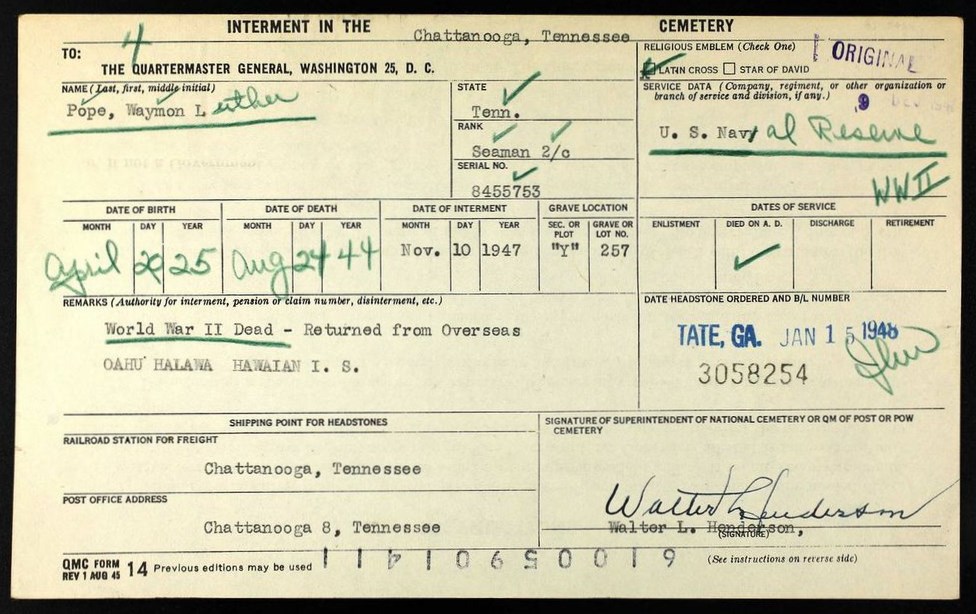 INTERMENT IN THE Chattanooga, Tennessee CEMETERY
4
TO:
THE QUARTERMASTER GENERAL, WASHINGTON 25, D. C.
RELIGIOUS EMBLEM (Check One)
LATIN CROSS STAR OF DAVID
ORIGINAL
NAME (Last, first, middle initial)
Pope, Waymon Luther
STATE
Tenn.
RANK
Seaman 2/c
SERIAL NO.
8455753
SERVICE DATA (Company, regiment, or other organization or
branch of service and division, if any.)
9
U. S. Naval Reserve
WW II
DATE OF BIRTH
MONTH DAY YEAR
April 20 25
DATE OF DEATH
MONTH DAY YEAR
Aug 24 44
DATE OF INTERMENT
MONTH DAY YEAR
Nov. 10 1947
GRAVE LOCATION
SEC. OR PLOT GRAVE OR LOT NO.
"Y" 257
DATES OF SERVICE
ENLISTMENT DIED ON A. D. DISCHARGE RETIREMENT
REMARKS (Authority for interment, pension or claim number, disinterment, etc.)
World War II Dead - Returned from Overseas
OAHU HALAWA HAWAIAN I. S.
DATE HEADSTONE ORDERED AND B/L NUMBER
TATE, GA. JAN 15 1948
3058254
SHIPPING POINT FOR HEADSTONES
RAILROAD STATION FOR FREIGHT
Chattanooga, Tennessee
POST OFFICE ADDRESS
Chattanooga 8, Tennessee
SIGNATURE OF SUPERINTENDENT OF NATIONAL CEMETERY OR QM OF POST OR POW
CEMETERY
Walter L. Henderson
Walter L. Henderson,
(SIGNATURE)
QMC FORM
REV 1 AUG 45 14 Previous editions may be used
(See instructions on reverse side)